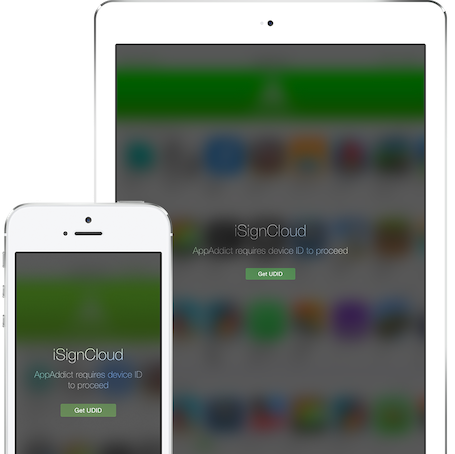 iSignCloud
AppAddict requires device ID to proceed
Get UDID
iSignCloud
AppAddict requires device ID
to proceed
Get UDID